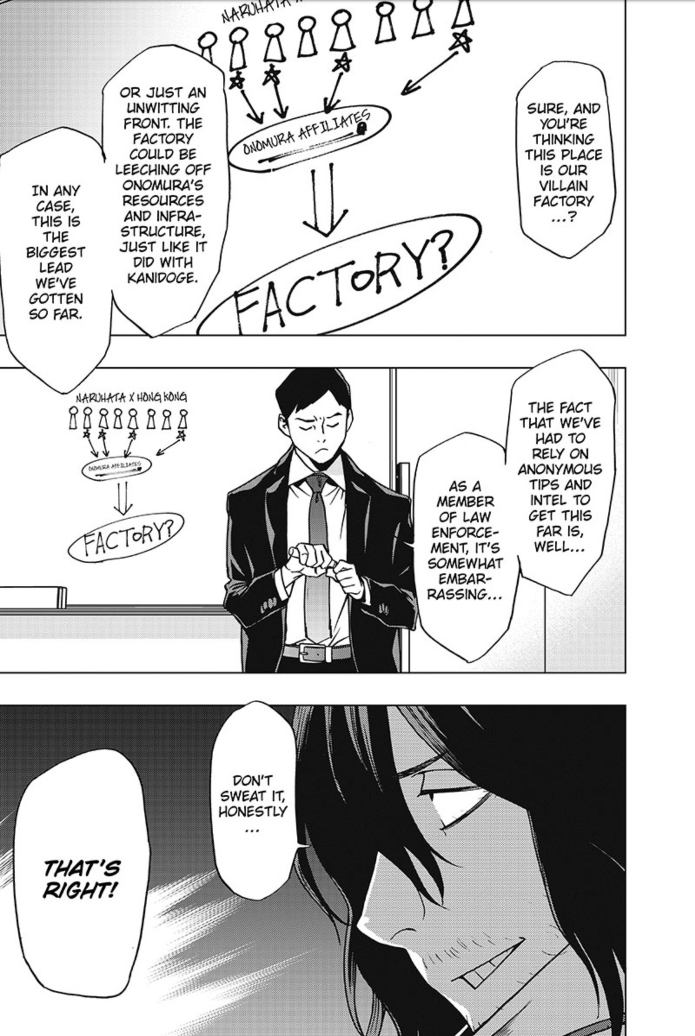 NARUHATA X
ONOMURA AFFILIATES
FACTORY?
SURE, AND
YOU'RE
THINKING
THIS PLACE
IS OUR
VILLAIN
FACTORY
...?
OR JUST AN
UNWITTING
FRONT. THE
FACTORY
COULD BE
LEECHING OFF
ONOMURA'S
RESOURCES
AND INFRA-
STRUCTURE,
JUST LIKE IT
DID WITH
KANIDOGE.
IN ANY
CASE,
THIS IS
THE
BIGGEST
LEAD
WE'VE
GOTTEN
SO FAR.
THE FACT
THAT WE'VE
HAD TO
RELY ON
ANONYMOUS
TIPS AND
INTEL TO
GET THIS
FAR IS,
WELL...
AS A
MEMBER
OF LAW
ENFORCE-
MENT, IT'S
SOMEWHAT
EMBAR-
RASSING...
NARUHATA X HONG KONG
ONOMURA AFFILIATES
FACTORY?
DON'T
SWEAT IT,
HONESTLY
...
THAT'S
RIGHT!